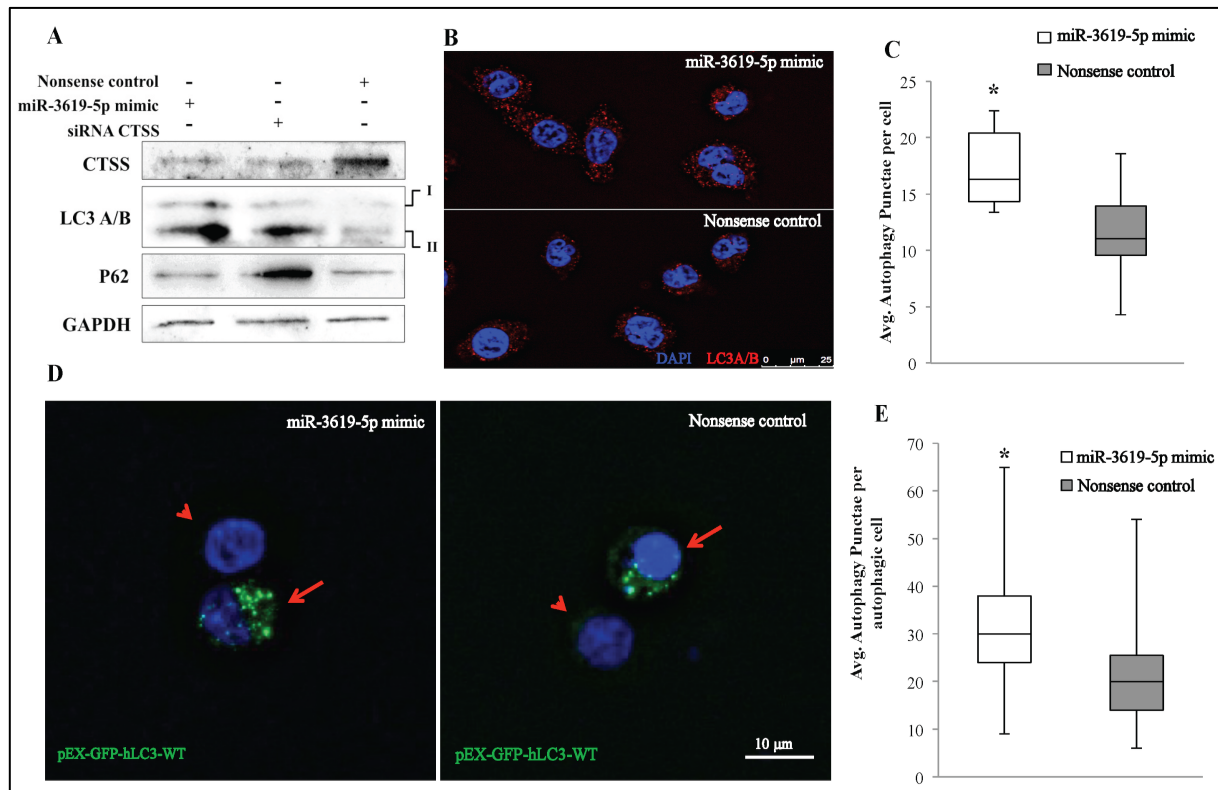 A
Nonsense control - - +
miR-3619-5p mimic + - -
siRNA CTSS - + -
CTSS
LC3 A/B
I
II
P62
GAPDH
B
miR-3619-5p mimic
Nonsense control
DAPI LC3A/B
0 µm 25
C
miR-3619-5p mimic
Nonsense control
Avg. Autophagy Punctae per cell
25
20
15
10
5
0
*
D
miR-3619-5p mimic
pEX-GFP-hLC3-WT
Nonsense control
pEX-GFP-hLC3-WT
10 µm
E
miR-3619-5p mimic
Nonsense control
Avg. Autophagy Punctae per
autophagic cell
70
60
50
40
30
20
10
0
*